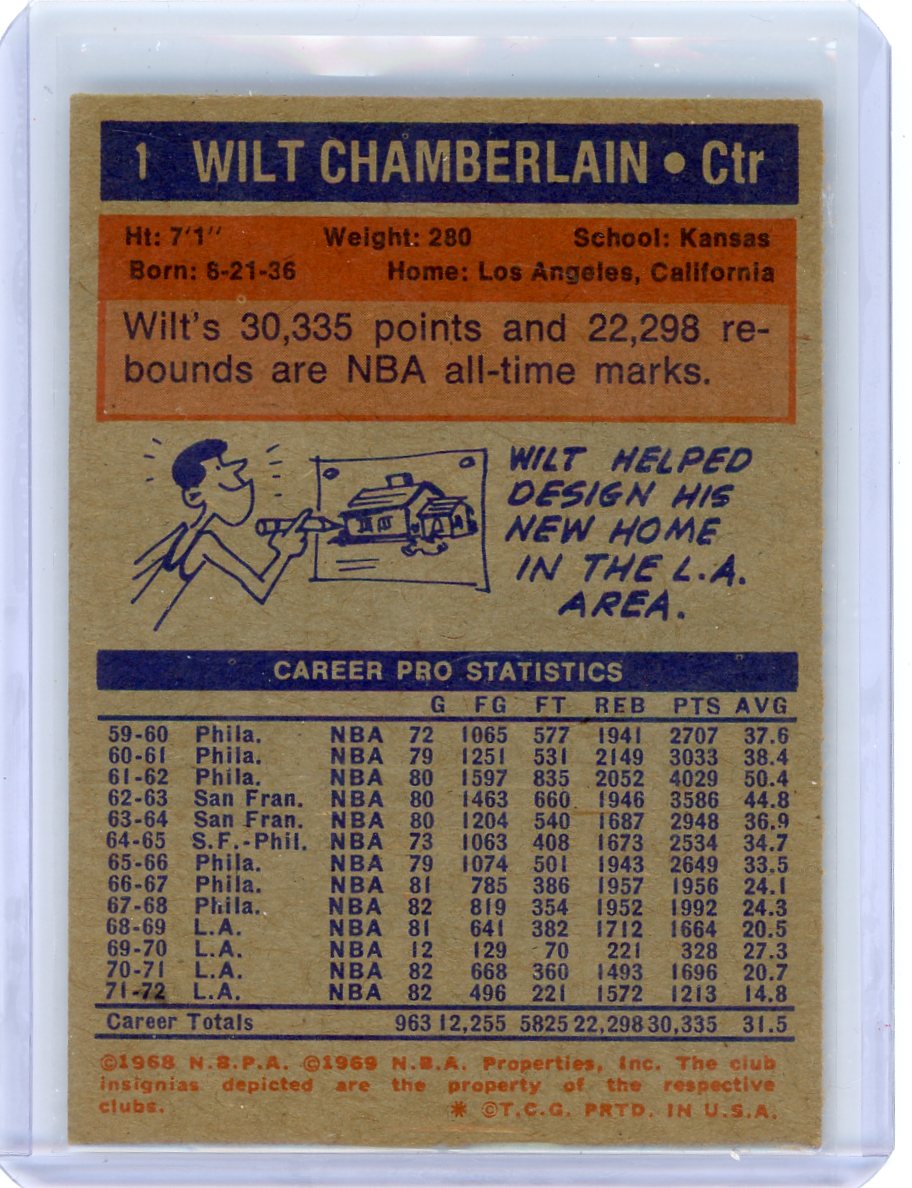 1 WILT CHAMBERLAIN • Ctr
Ht: 7'1" Weight: 280 School: Kansas
Born: 8-21-36 Home: Los Angeles, California
Wilt's 30,335 points and 22,298 re-
bounds are NBA all-time marks.
WILT HELPED
DESIGN HIS
NEW HOME
IN THE L.A.
AREA.
CAREER PRO STATISTICS
G FG FT REB PTS AVG
59-60 Phila. NBA 72 1065 577 1941 2707 37.6
60-61 Phila. NBA 79 1251 531 2149 3033 38.4
61-62 Phila. NBA 80 1597 835 2052 4029 50.4
62-63 San Fran. NBA 80 1463 660 1946 3586 44.8
63-64 San Fran. NBA 80 1204 540 1687 2948 36.9
64-65 S.F.-Phil. NBA 73 1063 408 1673 2534 34.7
65-66 Phila. NBA 79 1074 501 1943 2649 33.5
66-67 Phila. NBA 81 785 386 1957 1956 24.1
67-68 Phila. NBA 82 819 354 1952 1992 24.3
68-69 L.A. NBA 81 641 382 1712 1664 20.5
69-70 L.A. NBA 12 129 70 221 328 27.3
70-71 L.A. NBA 82 668 360 1493 1696 20.7
71-72 L.A. NBA 82 496 221 1572 1213 14.8
Career Totals 963 12,255 5825 22,298 30,335 31.5
©1968 N.B.P.A. ©1969 N.B.A. Properties, Inc. The club
insignias depicted are the property of the respective
clubs. * ©T.C.G. PRTD. IN U.S.A.